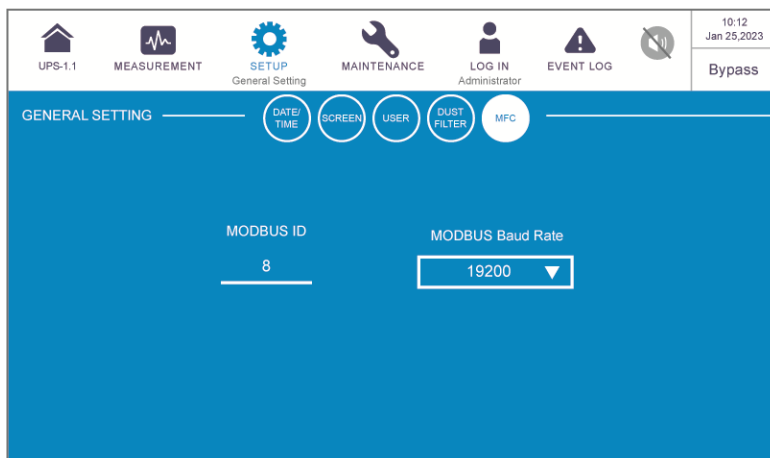 10:12
Jan 25,2023
UPS-1.1
MEASUREMENT
SETUP
General Setting
MAINTENANCE
LOG IN
Administrator
EVENT LOG
Bypass
GENERAL SETTING
DATE/
TIME
SCREEN
USER
DUST
FILTER
MFC
MODBUS ID
8
MODBUS Baud Rate
19200